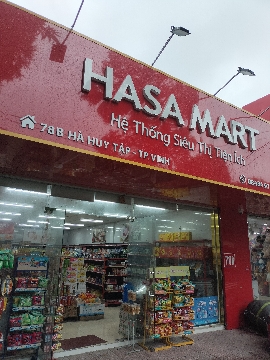 HASA MART
Hệ Thống Siêu Thị Tiện Ích
78B HÀ HUY TẬP - TP.VINH